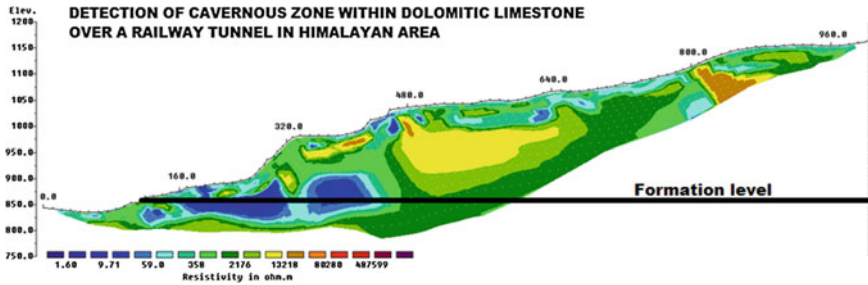 DETECTION OF CAVERNOUS ZONE WITHIN DOLOMITIC LIMESTONE
OVER A RAILWAY TUNNEL IN HIMALAYAN AREA
Elev.
1200
1150
1100
1050
1000
950.0
900.0
850.0
800.0
750.0
0.0
160.0
320.0
480.0
640.0
800.0
960.0
Formation level
1.60 9.71 59.0 358 2176 13218 80280 487599
Resistivity in ohm.m